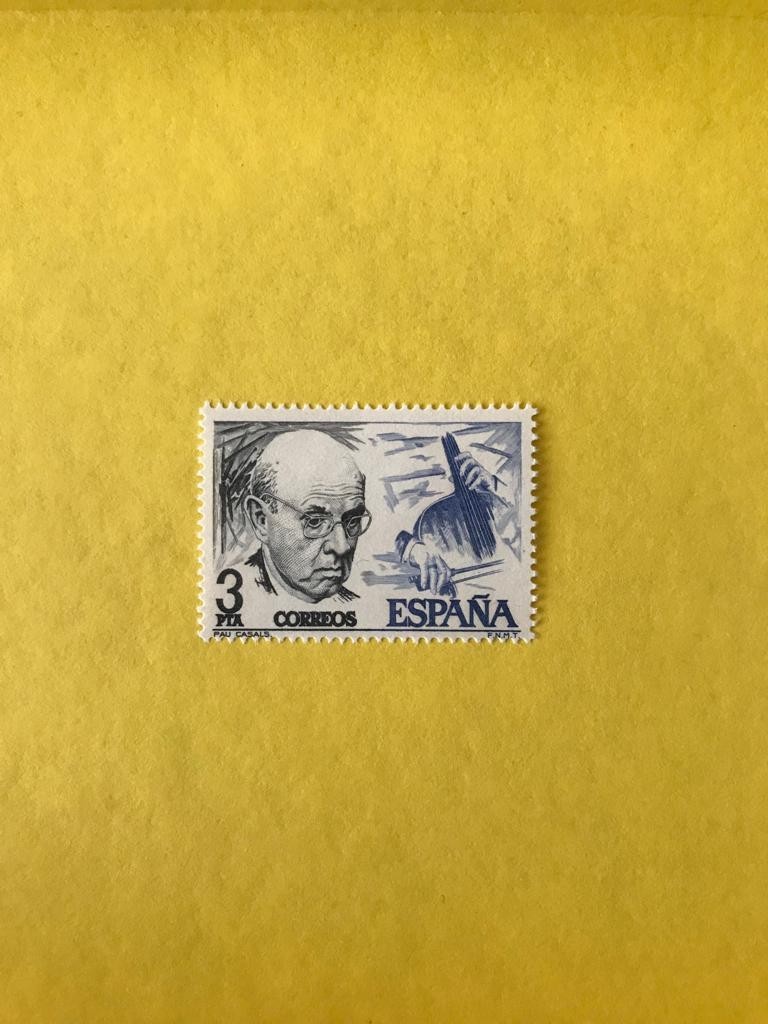 3
PTA CORREOS ESPAÑA
PAU CASALS. F.N.M.T.